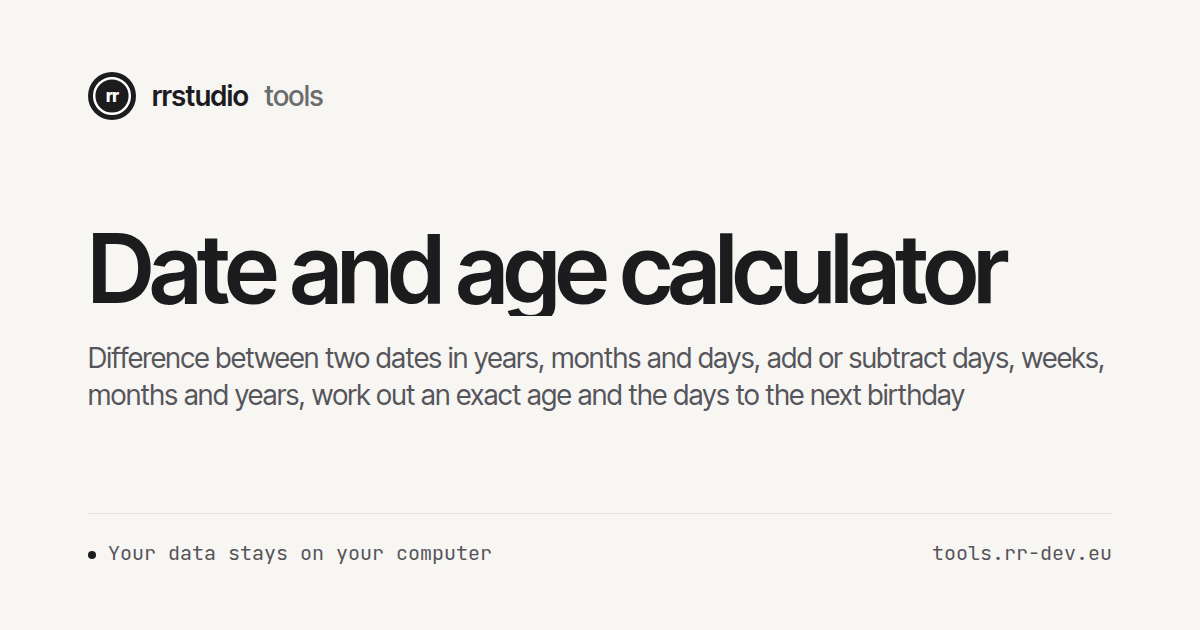 rr rrstudio tools
Date and age calculator
Difference between two dates in years, months and days, add or subtract days, weeks,
months and years, work out an exact age and the days to the next birthday
Your data stays on your computer
tools.rr-dev.eu